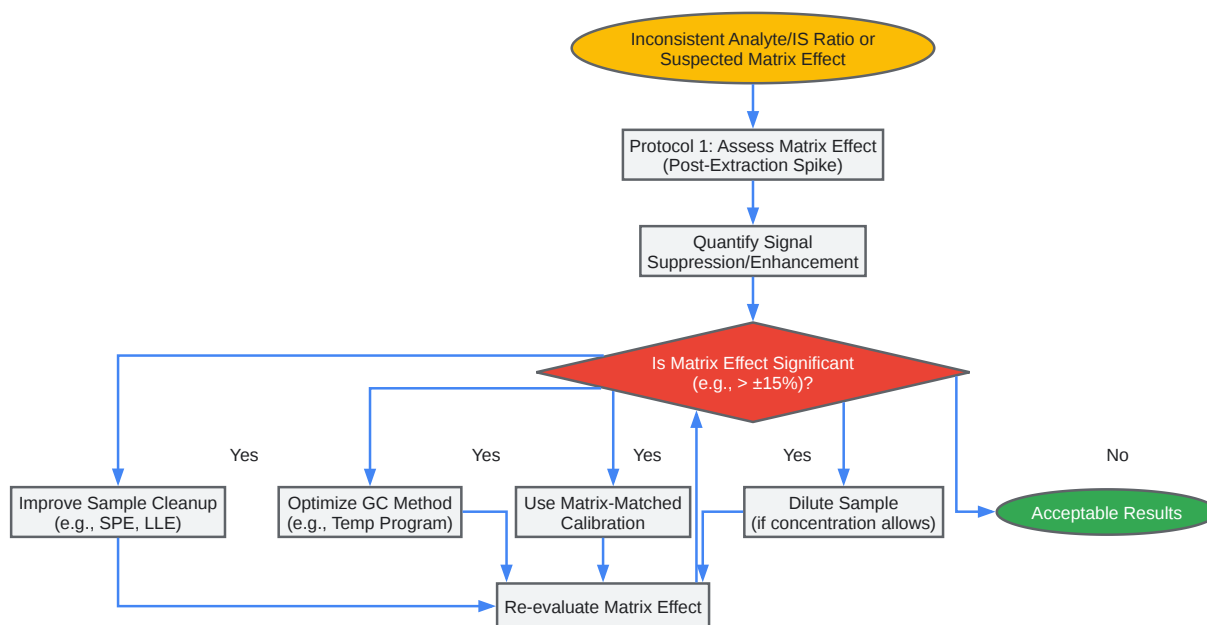 Inconsistent Analyte/IS Ratio or
Suspected Matrix Effect
Protocol 1: Assess Matrix Effect
(Post-Extraction Spike)
Quantify Signal
Suppression/Enhancement
Is Matrix Effect Significant
(e.g., > ±15%)?
Yes
Yes
Yes
Yes
No
Improve Sample Cleanup
(e.g., SPE, LLE)
Optimize GC Method
(e.g., Temp Program)
Use Matrix-Matched
Calibration
Dilute Sample
(if concentration allows)
Acceptable Results
Re-evaluate Matrix Effect